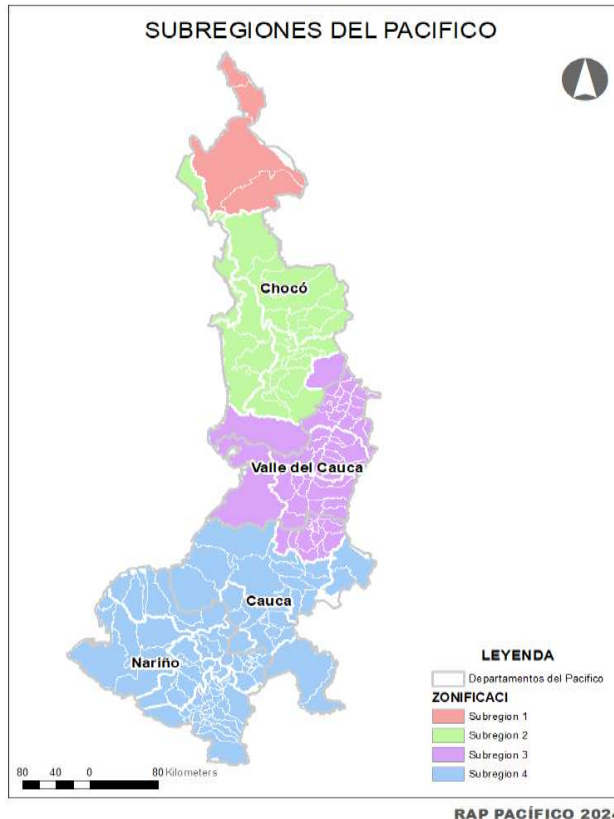 SUBREGIONES DEL PACIFICO
Chocó
Valle del Cauca
Cauca
Nariño
LEYENDA
Departamentos del Pacifico
ZONIFICACI
Subregion 1
Subregion 2
Subregion 3
Subregion 4
80 40 0 80 Kilometers
RAP PACÍFICO 2024